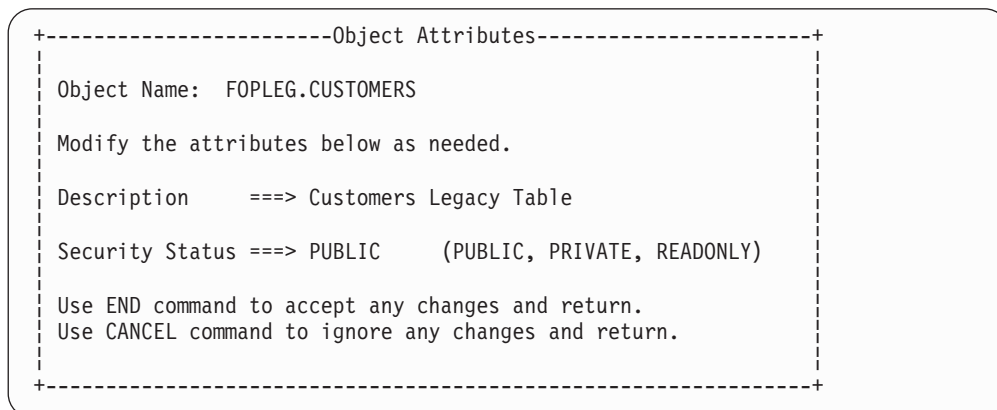 +------------------------Object Attributes-----------------------+
Object Name:  FOPLEG.CUSTOMERS
Modify the attributes below as needed.
Description     ===> Customers Legacy Table
Security Status ===> PUBLIC     (PUBLIC, PRIVATE, READONLY)
Use END command to accept any changes and return.
Use CANCEL command to ignore any changes and return.
+----------------------------------------------------------------+